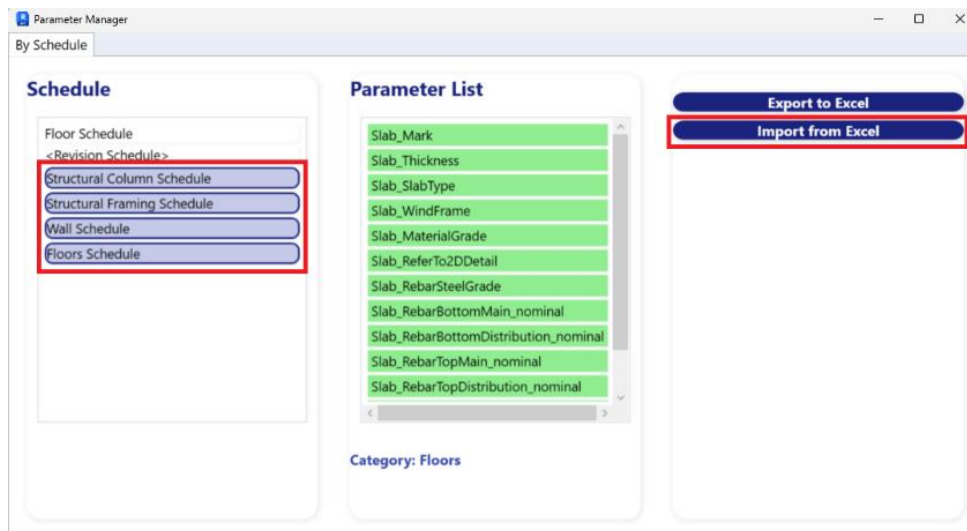 Parameter Manager
By Schedule
Schedule
Floor Schedule
<Revision Schedule>
Structural Column Schedule
Structural Framing Schedule
Wall Schedule
Floors Schedule
Parameter List
Slab_Mark
Slab_Thickness
Slab_SlabType
Slab_WindFrame
Slab_MaterialGrade
Slab_ReferTo2DDetail
Slab_RebarSteelGrade
Slab_RebarBottomMain_nominal
Slab_RebarBottomDistribution_nominal
Slab_RebarTopMain_nominal
Slab_RebarTopDistribution_nominal
Category: Floors
Export to Excel
Import from Excel